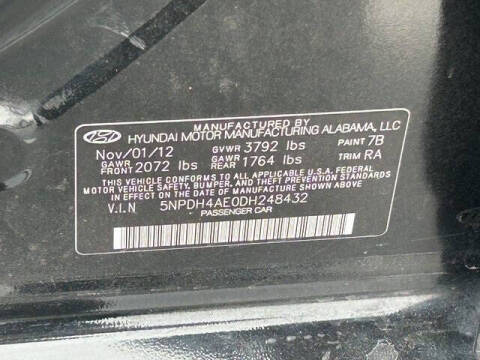 MANUFACTURED BY
HYUNDAI MOTOR MANUFACTURING ALABAMA, LLC
Nov/01/12 GVWR 3792 lbs PAINT 7B
GAWR FRONT 2072 lbs GAWR REAR 1764 lbs TRIM RA
THIS VEHICLE CONFORMS TO ALL APPLICABLE U.S. FEDERAL
MOTOR VEHICLE SAFETY, BUMPER, AND THEFT PREVENTION
STANDARDS IN EFFECT ON THE DATE OF MANUFACTURE SHOWN ABOVE.
V.I.N 5NPDH4AE0DH248432
PASSENGER CAR